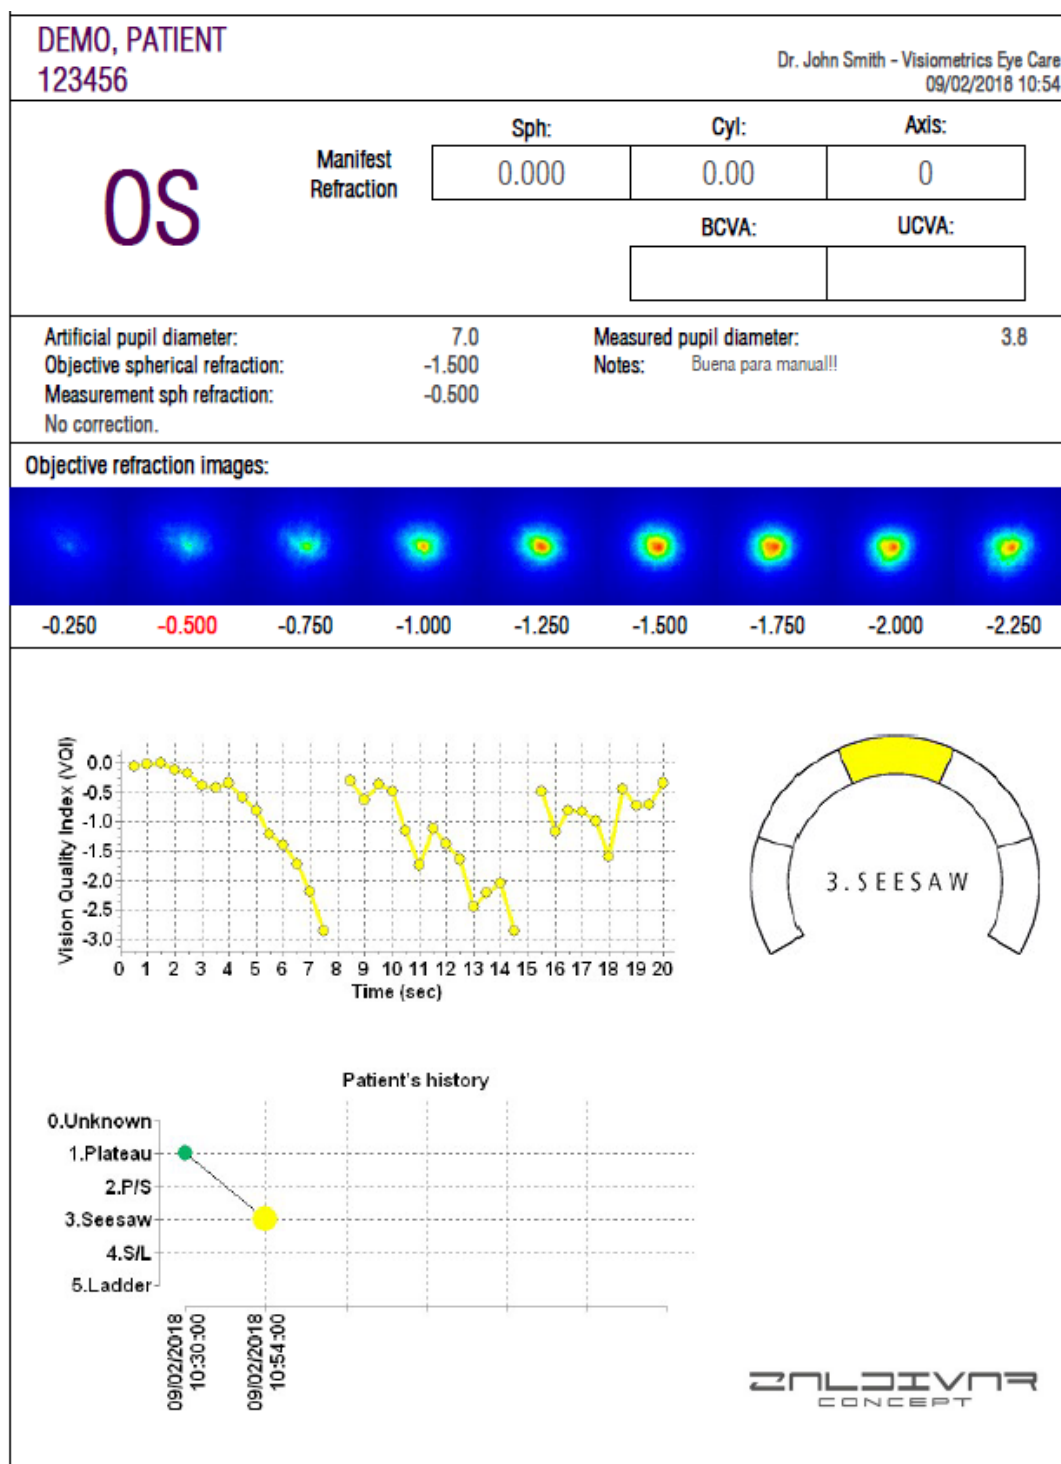 DEMO, PATIENT
123456
Dr. John Smith - Visiometrics Eye Care
09/02/2018 10:54
OS
Manifest
Refraction
Sph: Cyl: Axis:
0.000 0.00 0
BCVA: UCVA:
Artificial pupil diameter: 7.0 Measured pupil diameter: 3.8
Objective spherical refraction: -1.500 Notes: Buena para manual!!
Measurement sph refraction: -0.500
No correction.
Objective refraction images:
-0.250 -0.500 -0.750 -1.000 -1.250 -1.500 -1.750 -2.000 -2.250
Vision Quality Index (VQI)
0.0
-0.5
-1.0
-1.5
-2.0
-2.5
-3.0
0 1 2 3 4 5 6 7 8 9 10 11 12 13 14 15 16 17 18 19 20
Time (sec)
3.SEESAW
Patient's history
0.Unknown
1.Plateau
2.P/S
3.Seesaw
4.S/L
5.Ladder
09/02/2018
10:30:00
09/02/2018
10:54:00
ZALDIVAR
CONCEPT